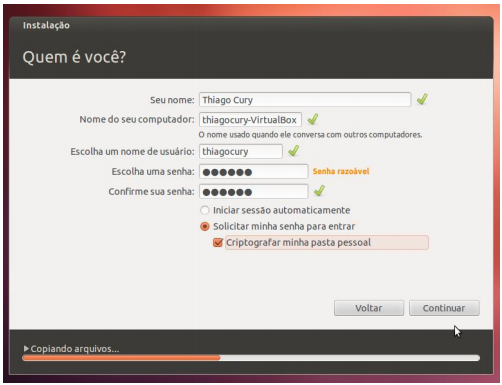 Instalação
Quem é você?
Seu nome: Thiago Cury
Nome do seu computador: thiagocury-VirtualBox
O nome usado quando ele conversa com outros computadores.
Escolha um nome de usuário: thiagocury
Escolha uma senha: ●●●●●● Senha razoável
Confirme sua senha: ●●●●●●
Iniciar sessão automaticamente
Solicitar minha senha para entrar
Criptografar minha pasta pessoal
Voltar Continuar
Copiando arquivos...